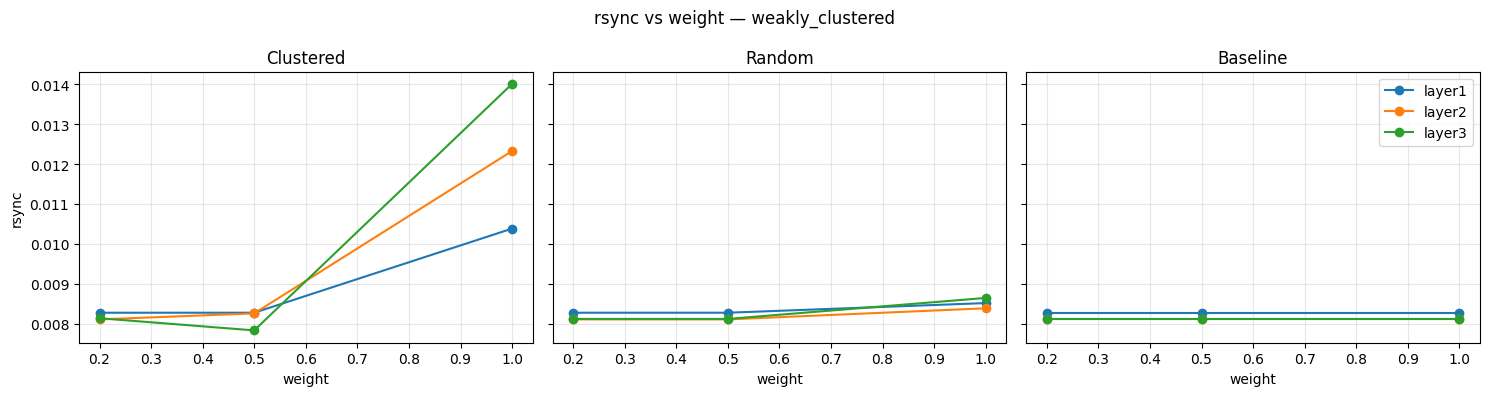 rsync vs weight — weakly_clustered
Clustered
Random
Baseline
0.014
0.013
0.012
0.011
0.010
0.009
0.008
rsync
layer1
layer2
layer3
0.2 0.3 0.4 0.5 0.6 0.7 0.8 0.9 1.0
0.2 0.3 0.4 0.5 0.6 0.7 0.8 0.9 1.0
0.2 0.3 0.4 0.5 0.6 0.7 0.8 0.9 1.0
weight
weight
weight